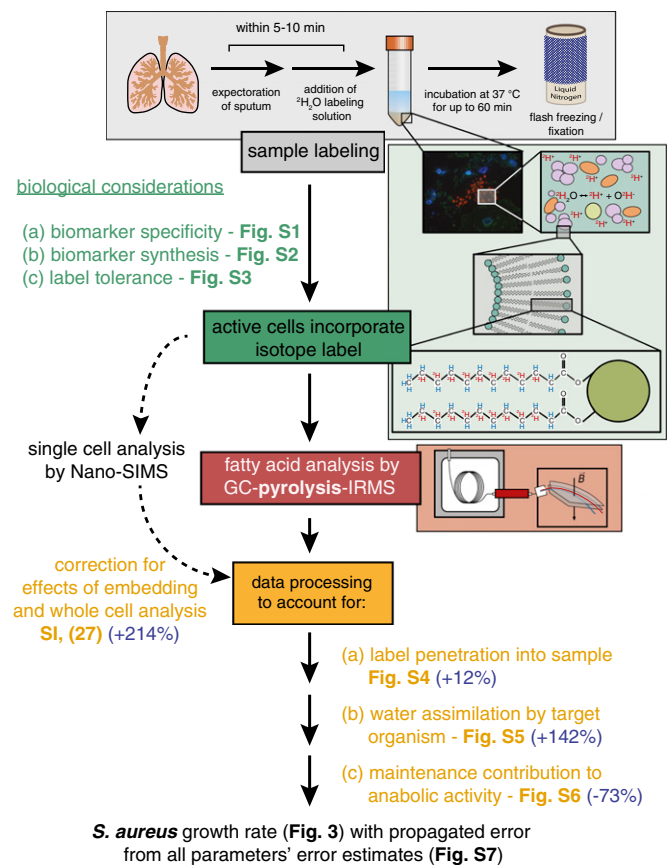 within 5-10 min
expectoration
of sputum
addition of
²H₂O labeling
solution
incubation at 37 °C
for up to 60 min
Liquid
Nitrogen
flash freezing /
fixation
sample labeling
²H⁺ ²H⁺
²H⁺
²H⁺
²H⁺
²H₂O ↔ ²H⁺ + O²H⁻
²H⁺
²H⁺
biological considerations
(a) biomarker specificity - Fig. S1
(b) biomarker synthesis - Fig. S2
(c) label tolerance - Fig. S3
active cells incorporate
isotope label
single cell analysis
by Nano-SIMS
fatty acid analysis by
GC-pyrolysis-IRMS
B
correction for
effects of embedding
and whole cell analysis
SI, (27) (+214%)
data processing
to account for:
(a) label penetration into sample
Fig. S4 (+12%)
(b) water assimilation by target
organism - Fig. S5 (+142%)
(c) maintenance contribution to
anabolic activity - Fig. S6 (-73%)
S. aureus growth rate (Fig. 3) with propagated error
from all parameters' error estimates (Fig. S7)